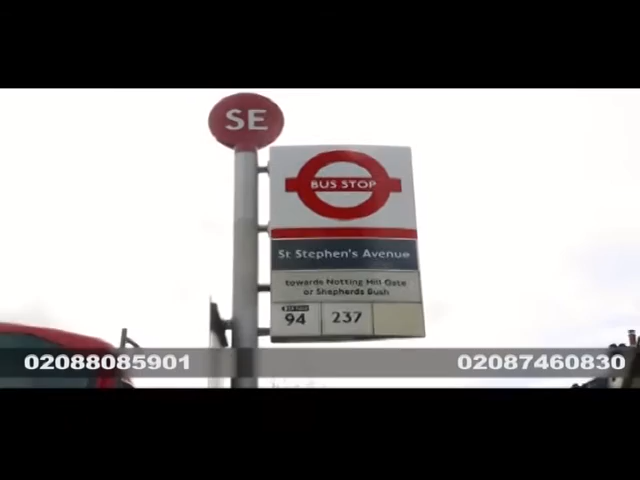 SE
BUS STOP
St Stephen's Avenue
towards Notting Hill Gate
or Shepherds Bush
94 237
02088085901 02087460830